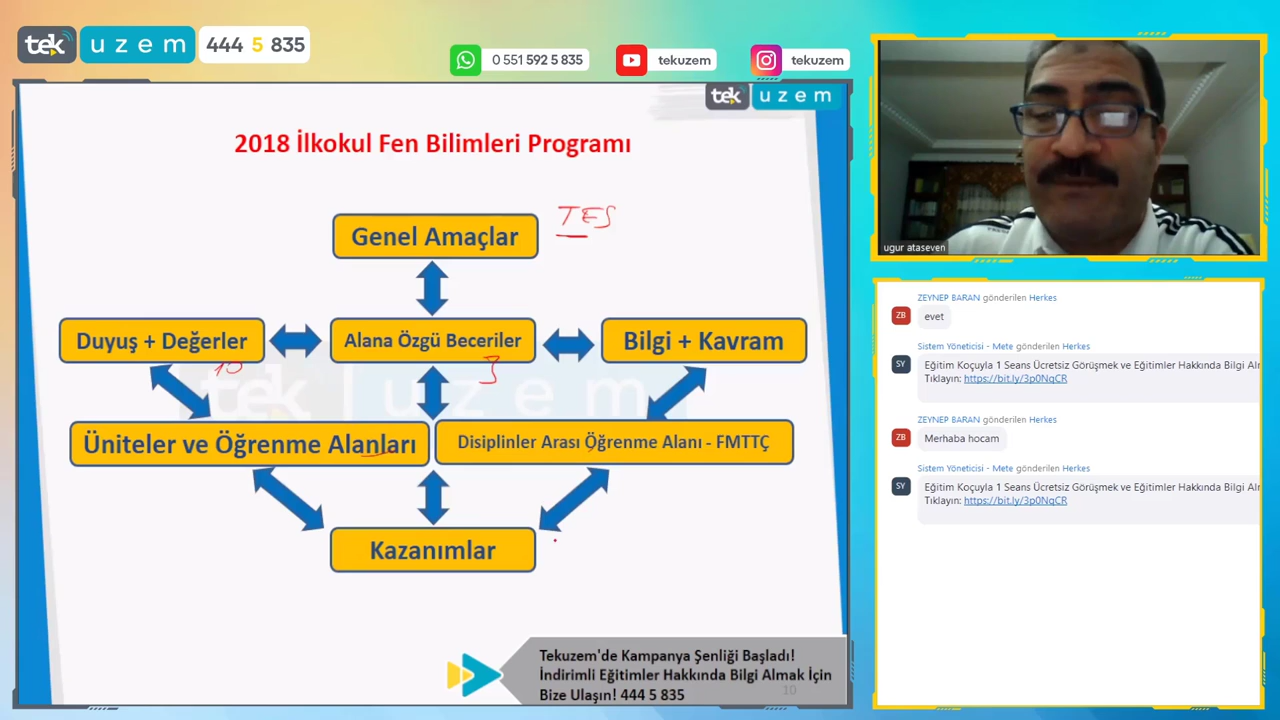 tek uzem 444 5 835
0 551 592 5 835
tekuzem
tekuzem
tek uzem
2018 İlkokul Fen Bilimleri Programı
TES
Genel Amaçlar
Duyuş + Değerler
Alana Özgü Beceriler
Bilgi + Kavram
10
3
tek uzem
Üniteler ve Öğrenme Alanları
Disiplinler Arası Öğrenme Alanı - FMTTÇ
Kazanımlar
Tekuzem'de Kampanya Şenliği Başladı!
İndirimli Eğitimler Hakkında Bilgi Almak İçin
Bize Ulaşın! 444 5 835
10
ugur ataseven
ZEYNEP BARAN gönderilen Herkes
ZB evet
Sistem Yöneticisi - Mete gönderilen Herkes
SY Eğitim Koçuyla 1 Seans Ücretsiz Görüşmek ve Eğitimler Hakkında Bilgi Al
Tıklayın: https://bit.ly/3p0NqCR
ZEYNEP BARAN gönderilen Herkes
ZB Merhaba hocam
Sistem Yöneticisi - Mete gönderilen Herkes
SY Eğitim Koçuyla 1 Seans Ücretsiz Görüşmek ve Eğitimler Hakkında Bilgi Al
Tıklayın: https://bit.ly/3p0NqCR